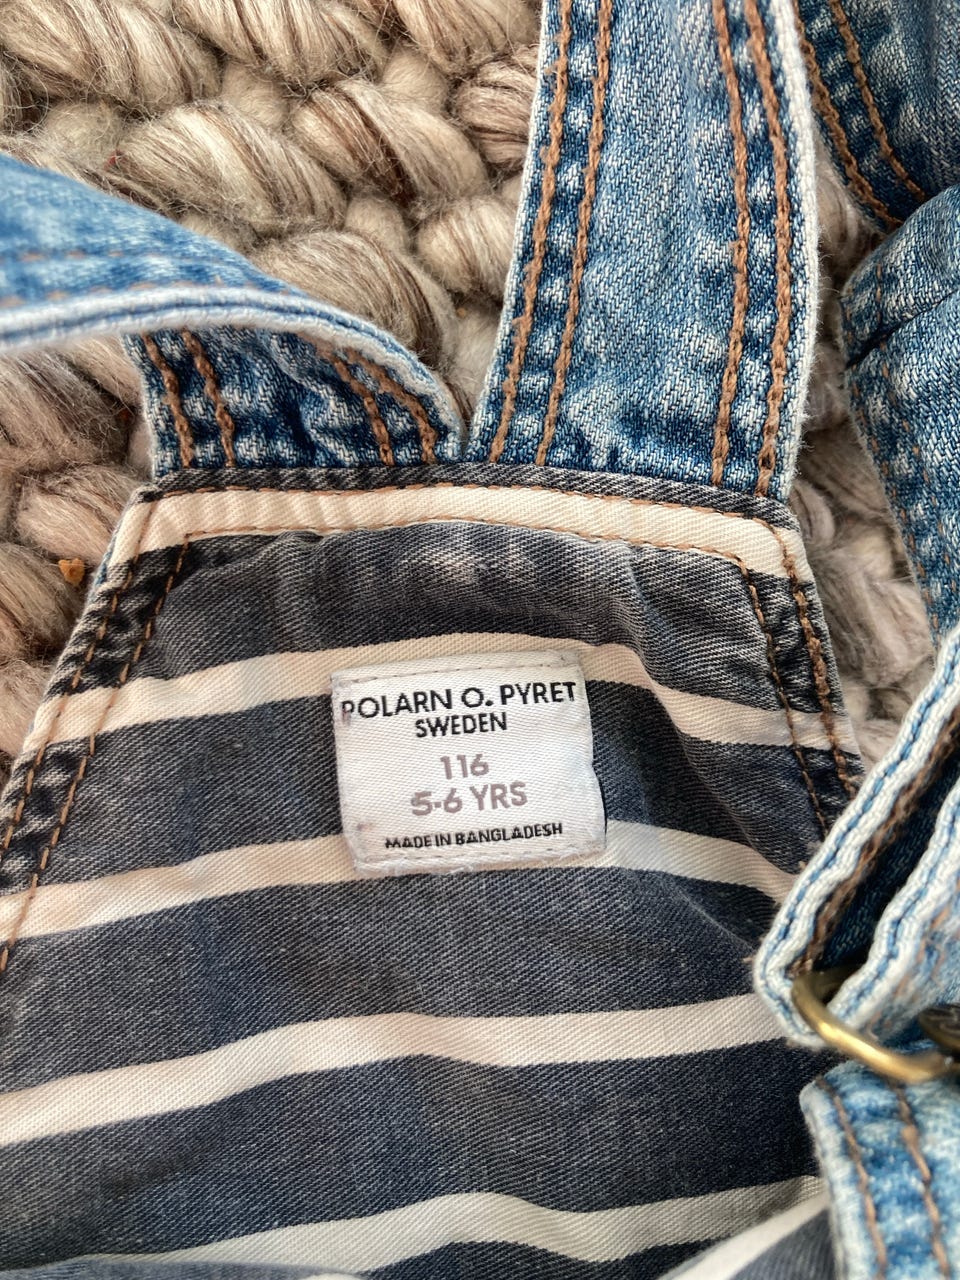 POLARN O. PYRET
SWEDEN
116
5-6 YRS
MADE IN BANGLADESH